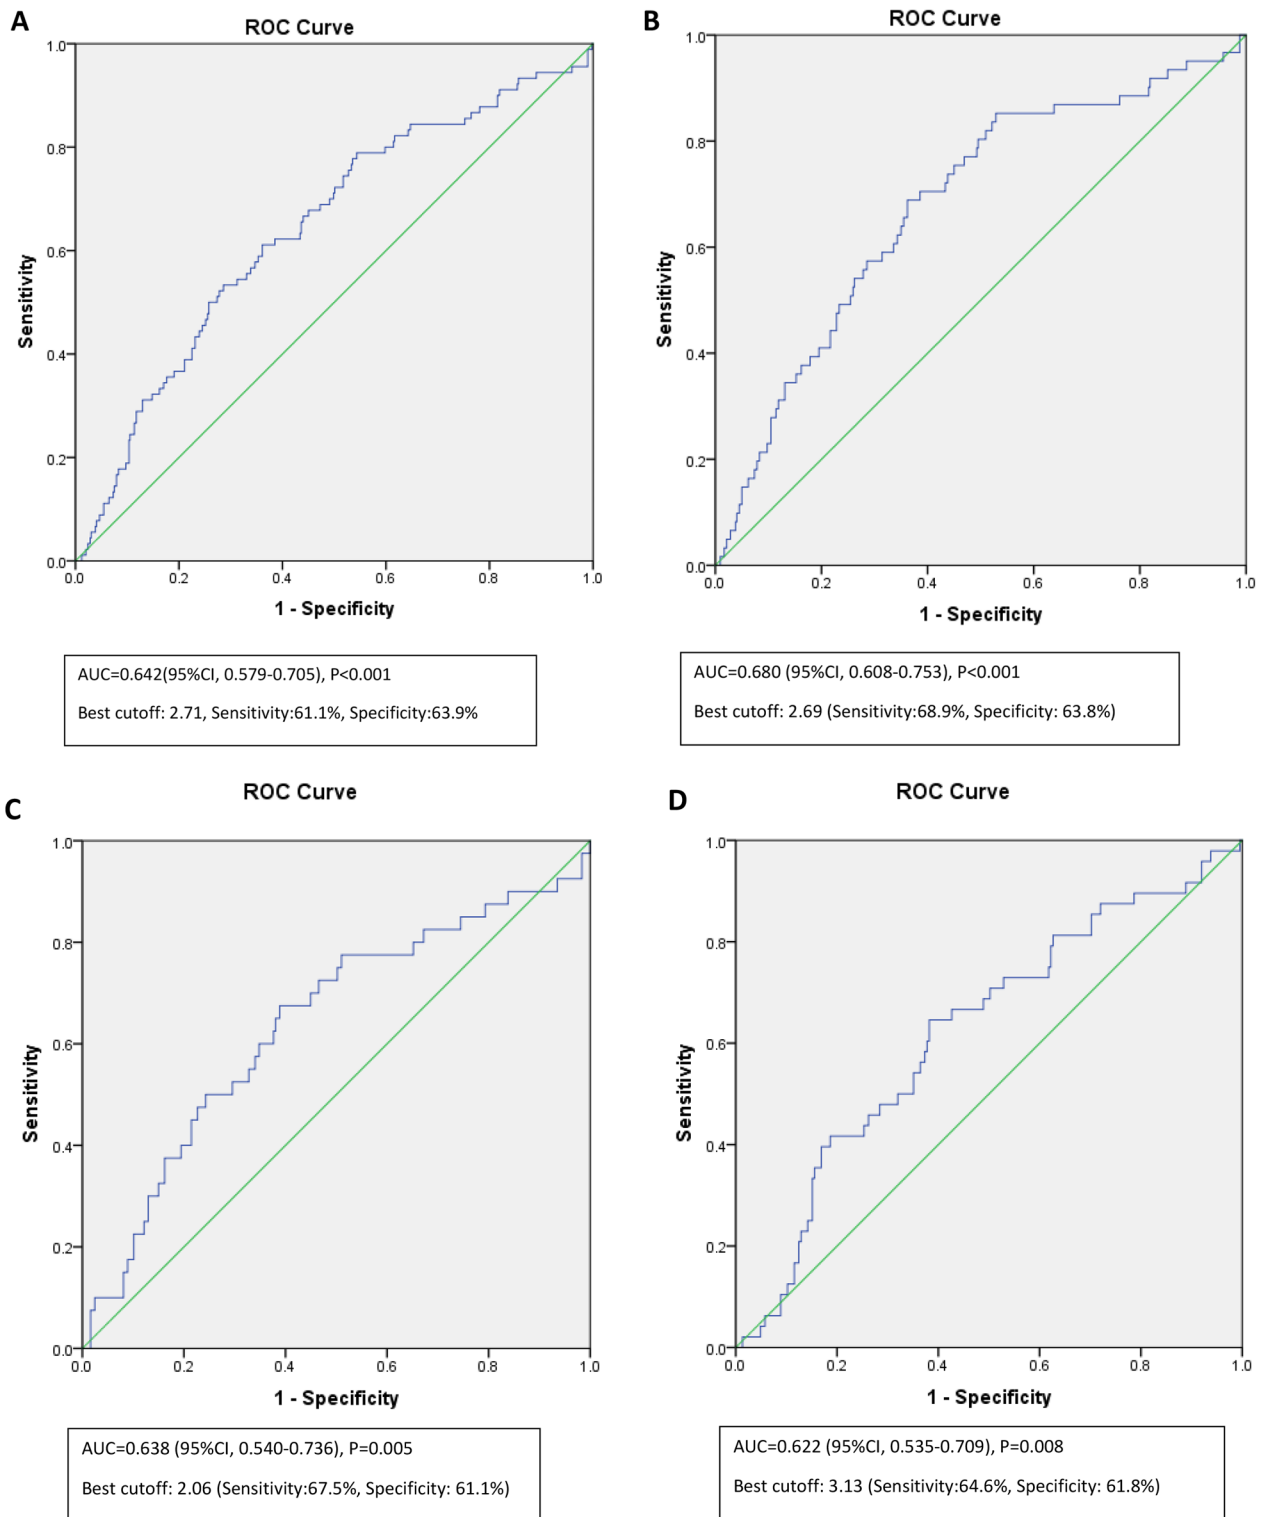 A
ROC Curve
1.0
0.8
0.6
0.4
0.2
0.0
Sensitivity
0.0 0.2 0.4 0.6 0.8 1.0
1 - Specificity
AUC=0.642(95%CI, 0.579-0.705), P<0.001
Best cutoff: 2.71, Sensitivity:61.1%, Specificity:63.9%
B
ROC Curve
1.0
0.8
0.6
0.4
0.2
0.0
Sensitivity
0.0 0.2 0.4 0.6 0.8 1.0
1 - Specificity
AUC=0.680 (95%CI, 0.608-0.753), P<0.001
Best cutoff: 2.69 (Sensitivity:68.9%, Specificity: 63.8%)
C
ROC Curve
1.0
0.8
0.6
0.4
0.2
0.0
Sensitivity
0.0 0.2 0.4 0.6 0.8 1.0
1 - Specificity
AUC=0.638 (95%CI, 0.540-0.736), P=0.005
Best cutoff: 2.06 (Sensitivity:67.5%, Specificity: 61.1%)
D
ROC Curve
1.0
0.8
0.6
0.4
0.2
0.0
Sensitivity
0.0 0.2 0.4 0.6 0.8 1.0
1 - Specificity
AUC=0.622 (95%CI, 0.535-0.709), P=0.008
Best cutoff: 3.13 (Sensitivity:64.6%, Specificity: 61.8%)